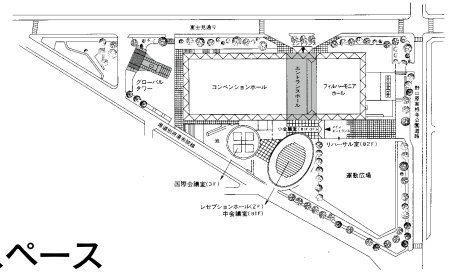 富士見通り
グローバル
タワー
コンベンションホール
エントランスホール
フィルハーモニア
ホール
リハーサル室(B2F)
国際会議室(3F)
運動広場
レセプションホール(2F)
中会議室(B1F)
ペース